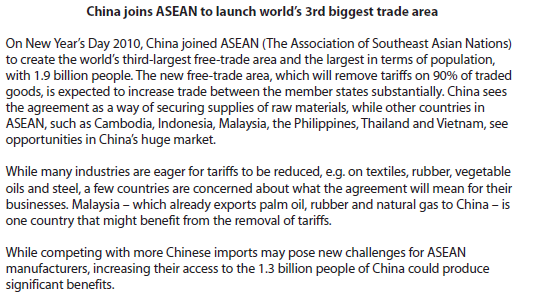 China joins ASEAN to launch world's 3rd biggest trade area
On New Year's Day 2010, China joined ASEAN (The Association of Southeast Asian Nations)
to create the world's third-largest free-trade area and the largest in terms of population,
with 1.9 billion people. The new free-trade area, which will remove tariffs on 90% of traded
goods, is expected to increase trade between the member states substantially. China sees
the agreement as a way of securing supplies of raw materials, while other countries in
ASEAN, such as Cambodia, Indonesia, Malaysia, the Philippines, Thailand and Vietnam, see
opportunities in China's huge market.
While many industries are eager for tariffs to be reduced, e.g. on textiles, rubber, vegetable
oils and steel, a few countries are concerned about what the agreement will mean for their
businesses. Malaysia – which already exports palm oil, rubber and natural gas to China – is
one country that might benefit from the removal of tariffs.
While competing with more Chinese imports may pose new challenges for ASEAN
manufacturers, increasing their access to the 1.3 billion people of China could produce
significant benefits.